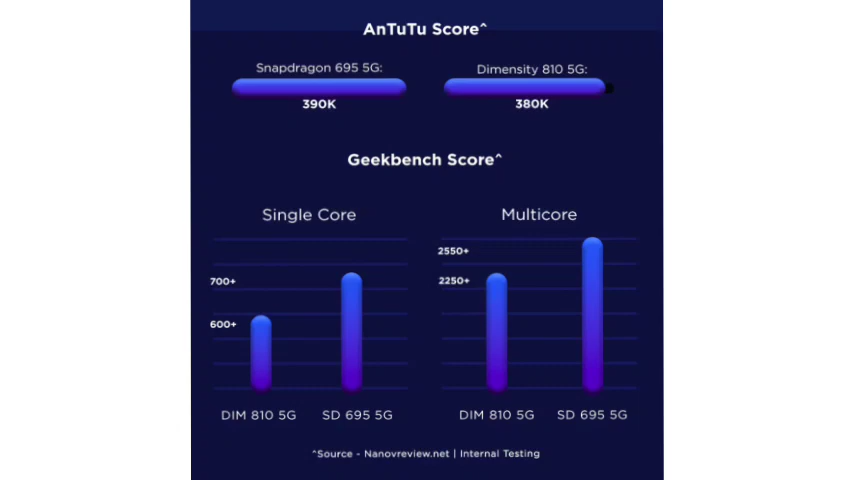 AnTuTu Score^
Snapdragon 695 5G:
Dimensity 810 5G:
390K
380K
Geekbench Score^
Single Core
Multicore
700+
600+
2550+
2250+
DIM 810 5G
SD 695 5G
DIM 810 5G
SD 695 5G
^Source - Nanovreview.net | Internal Testing